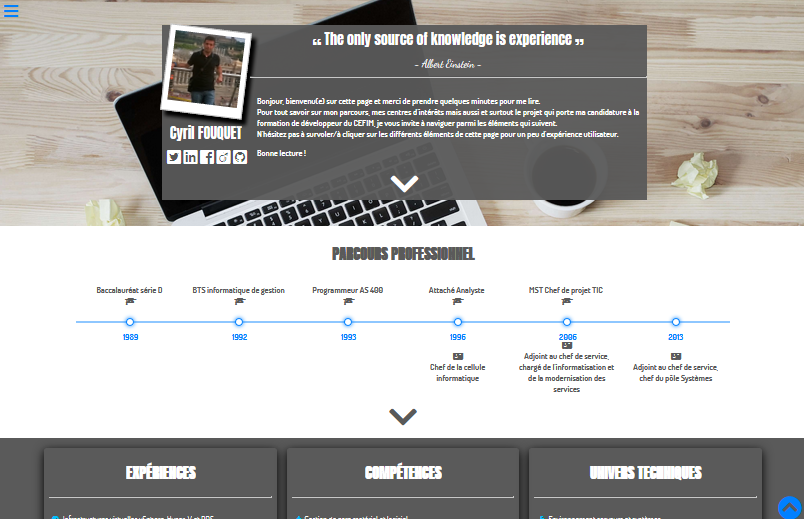 “ The only source of knowledge is experience ”
~ Albert Einstein ~
Bonjour, bienvenu(e) sur cette page et merci de prendre quelques minutes pour me lire.
Pour tout savoir sur mon parcours, mes centres d'intérêts mais aussi et surtout le projet qui porte ma candidature à la
formation de développeur du CEFIM, je vous invite à naviguer parmi les éléments qui suivent.
N'hésitez pas à survoler/à cliquer sur les différents éléments de cette page pour un peu d'expérience utilisateur.
Bonne lecture !
Cyril FOUQUET
PARCOURS PROFESSIONNEL
Baccalauréat série D
BTS informatique de gestion
Programmeur AS 400
Attaché Analyste
MST Chef de projet TIC
1989
1992
1993
1996
2006
2013
Chef de la cellule
informatique
Adjoint au chef de service,
chargé de l'informatisation et
de la modernisation des
services
Adjoint au chef de service,
chef du pôle Systèmes
EXPÉRIENCES
COMPÉTENCES
UNIVERS TECHNIQUES